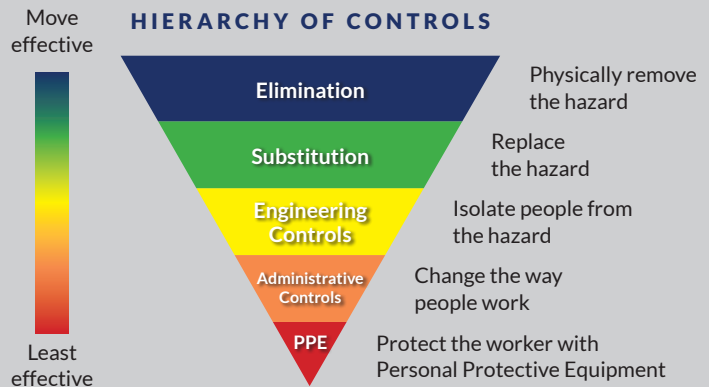 Move
effective
HIERARCHY OF CONTROLS
Elimination
Physically remove
the hazard
Substitution
Replace
the hazard
Engineering
Controls
Isolate people from
the hazard
Administrative
Controls
Change the way
people work
PPE
Protect the worker with
Personal Protective Equipment
Least
effective